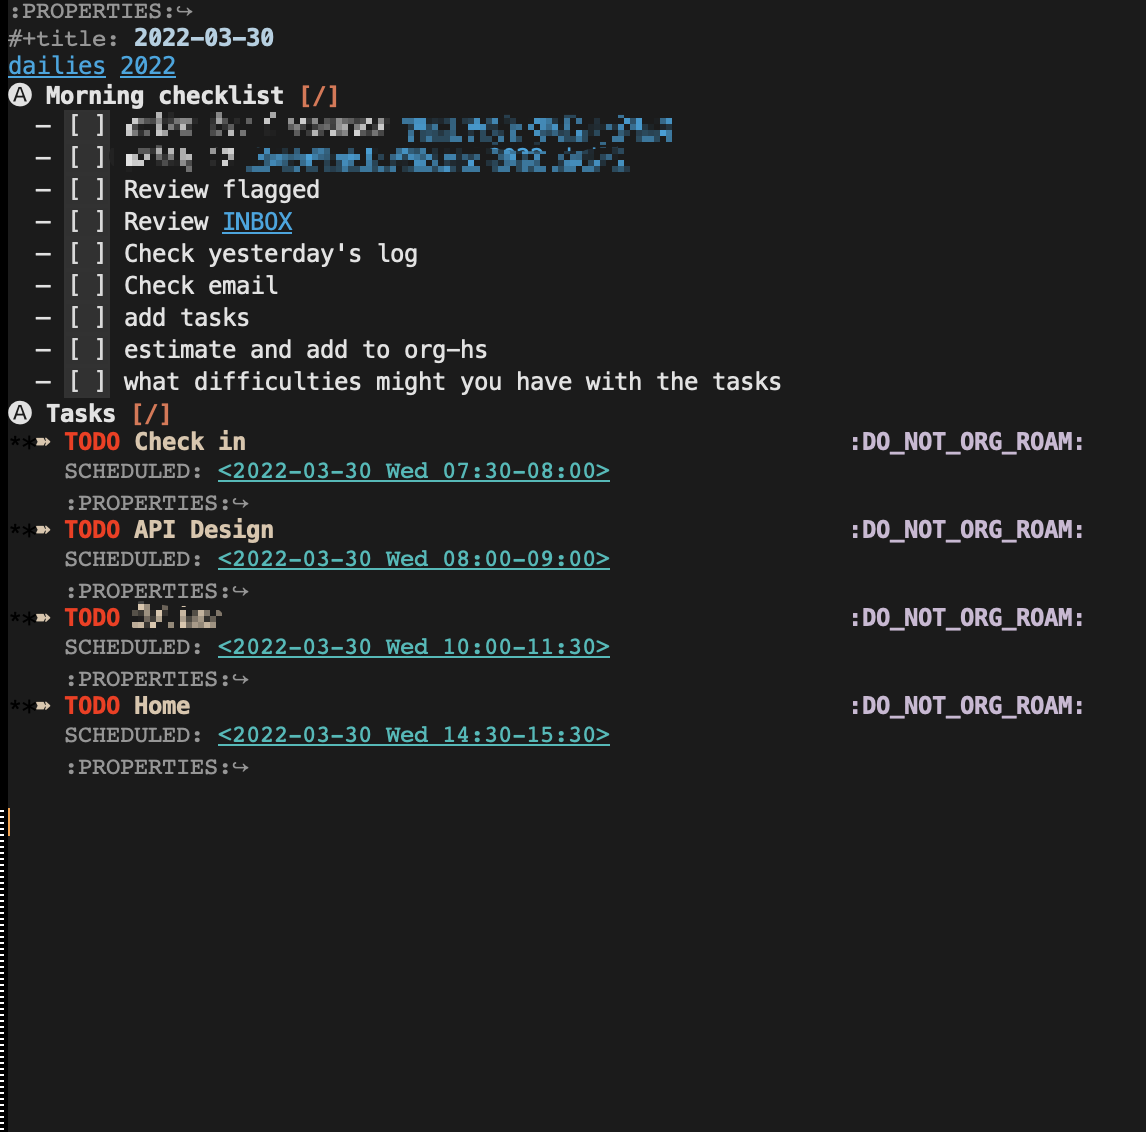 :PROPERTIES:↪
#+title: 2022-03-30
dailies 2022
🅐 Morning checklist [/]
– [ ]
– [ ]
– [ ] Review flagged
– [ ] Review INBOX
– [ ] Check yesterday's log
– [ ] Check email
– [ ] add tasks
– [ ] estimate and add to org-hs
– [ ] what difficulties might you have with the tasks
🅐 Tasks [/]
**➽ TODO Check in :DO_NOT_ORG_ROAM:
SCHEDULED: <2022-03-30 Wed 07:30-08:00>
:PROPERTIES:↪
**➽ TODO API Design :DO_NOT_ORG_ROAM:
SCHEDULED: <2022-03-30 Wed 08:00-09:00>
:PROPERTIES:↪
**➽ TODO :DO_NOT_ORG_ROAM:
SCHEDULED: <2022-03-30 Wed 10:00-11:30>
:PROPERTIES:↪
**➽ TODO Home :DO_NOT_ORG_ROAM:
SCHEDULED: <2022-03-30 Wed 14:30-15:30>
:PROPERTIES:↪